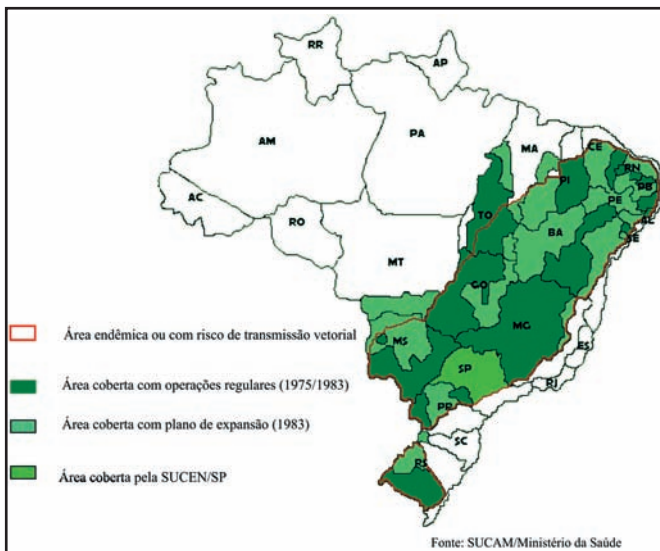 RR
AP
AM
PA
MA
CE
RN
PI
PB
PE
AL
SE
AC
TO
RO
BA
MT
GO
MS
MG
ES
SP
RJ
PR
SC
RS
Área endêmica ou com risco de transmissão vetorial
Área coberta com operações regulares (1975/1983)
Área coberta com plano de expansão (1983)
Área coberta pela SUCEN/SP
Fonte: SUCAM/Ministério da Saúde